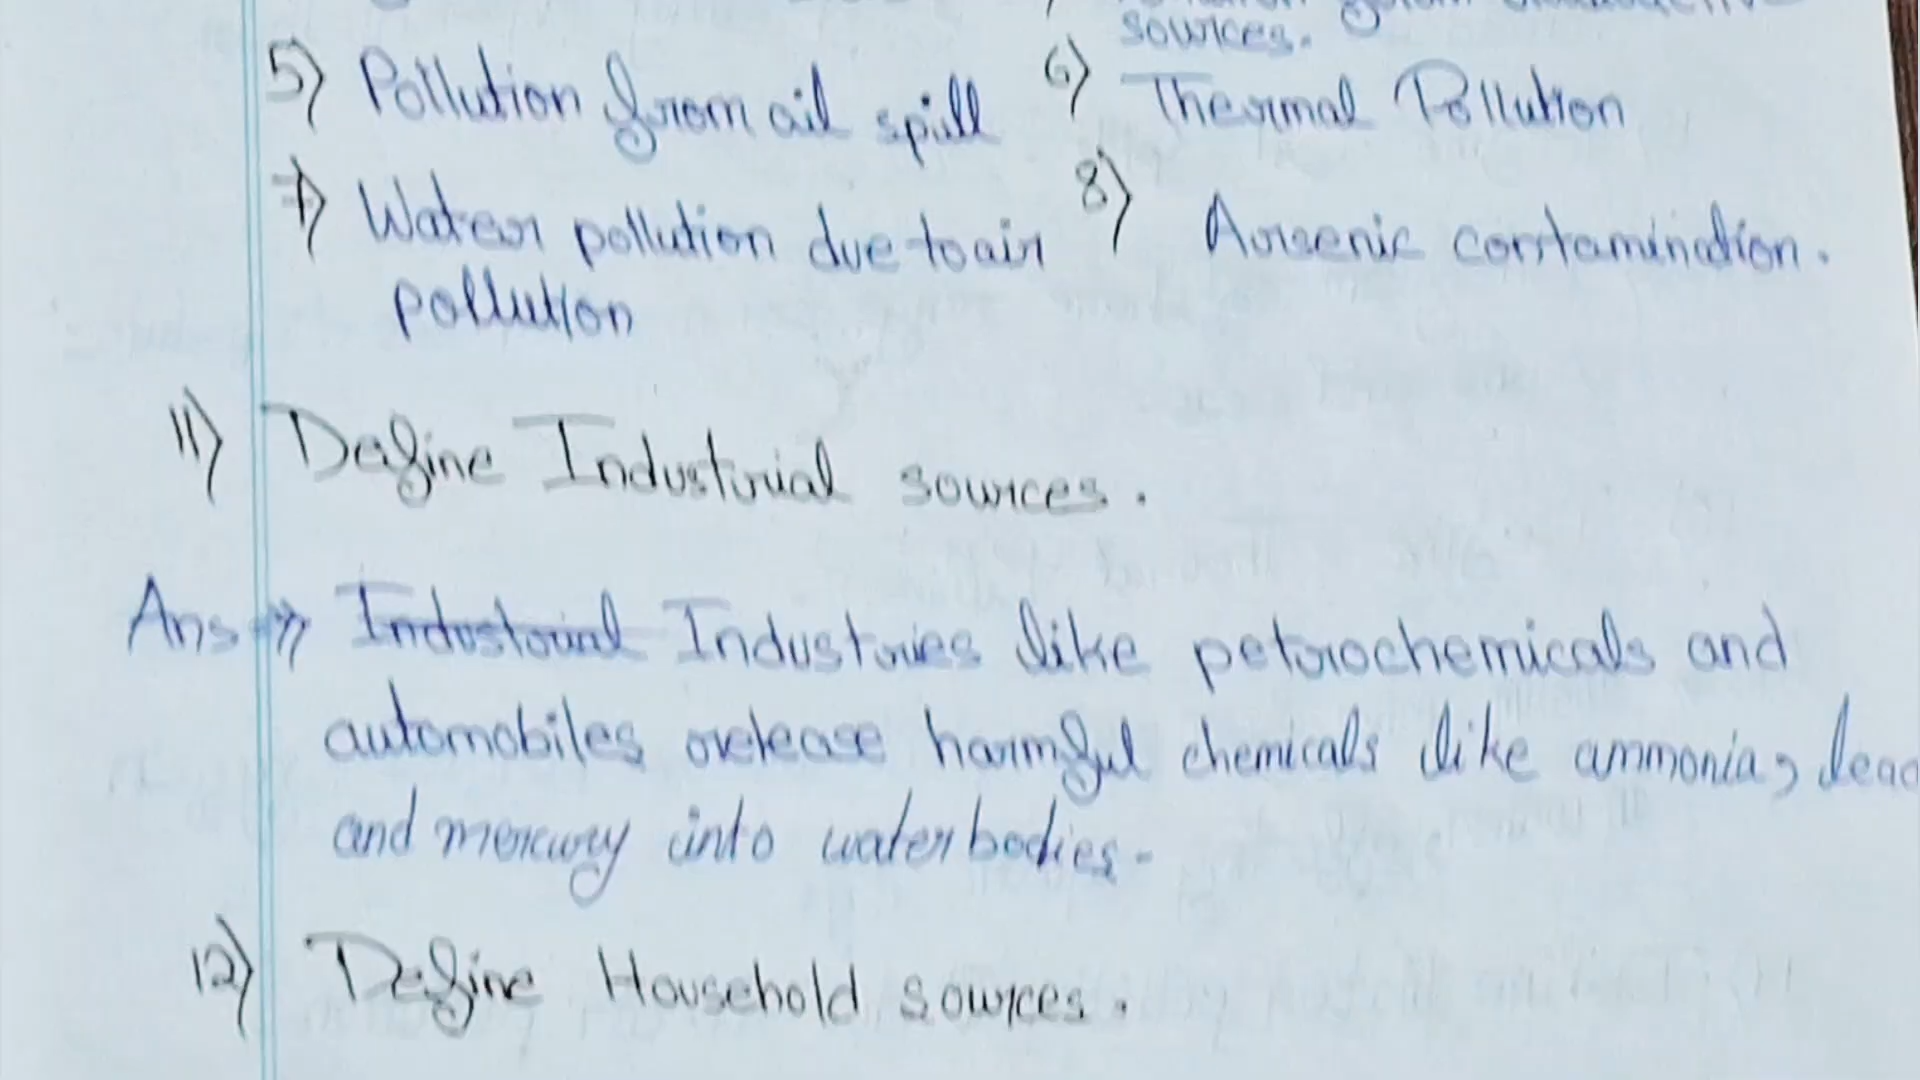 sources.
5) Pollution from oil spill 6) Thermal Pollution
7) Water pollution due to air 8) Arsenic contamination.
pollution
11) Define Industrial sources.
Ans → Industrial Industries like petrochemicals and
automobiles release harmful chemicals like ammonia, lead
and mercury into water bodies.
12) Define Household sources.